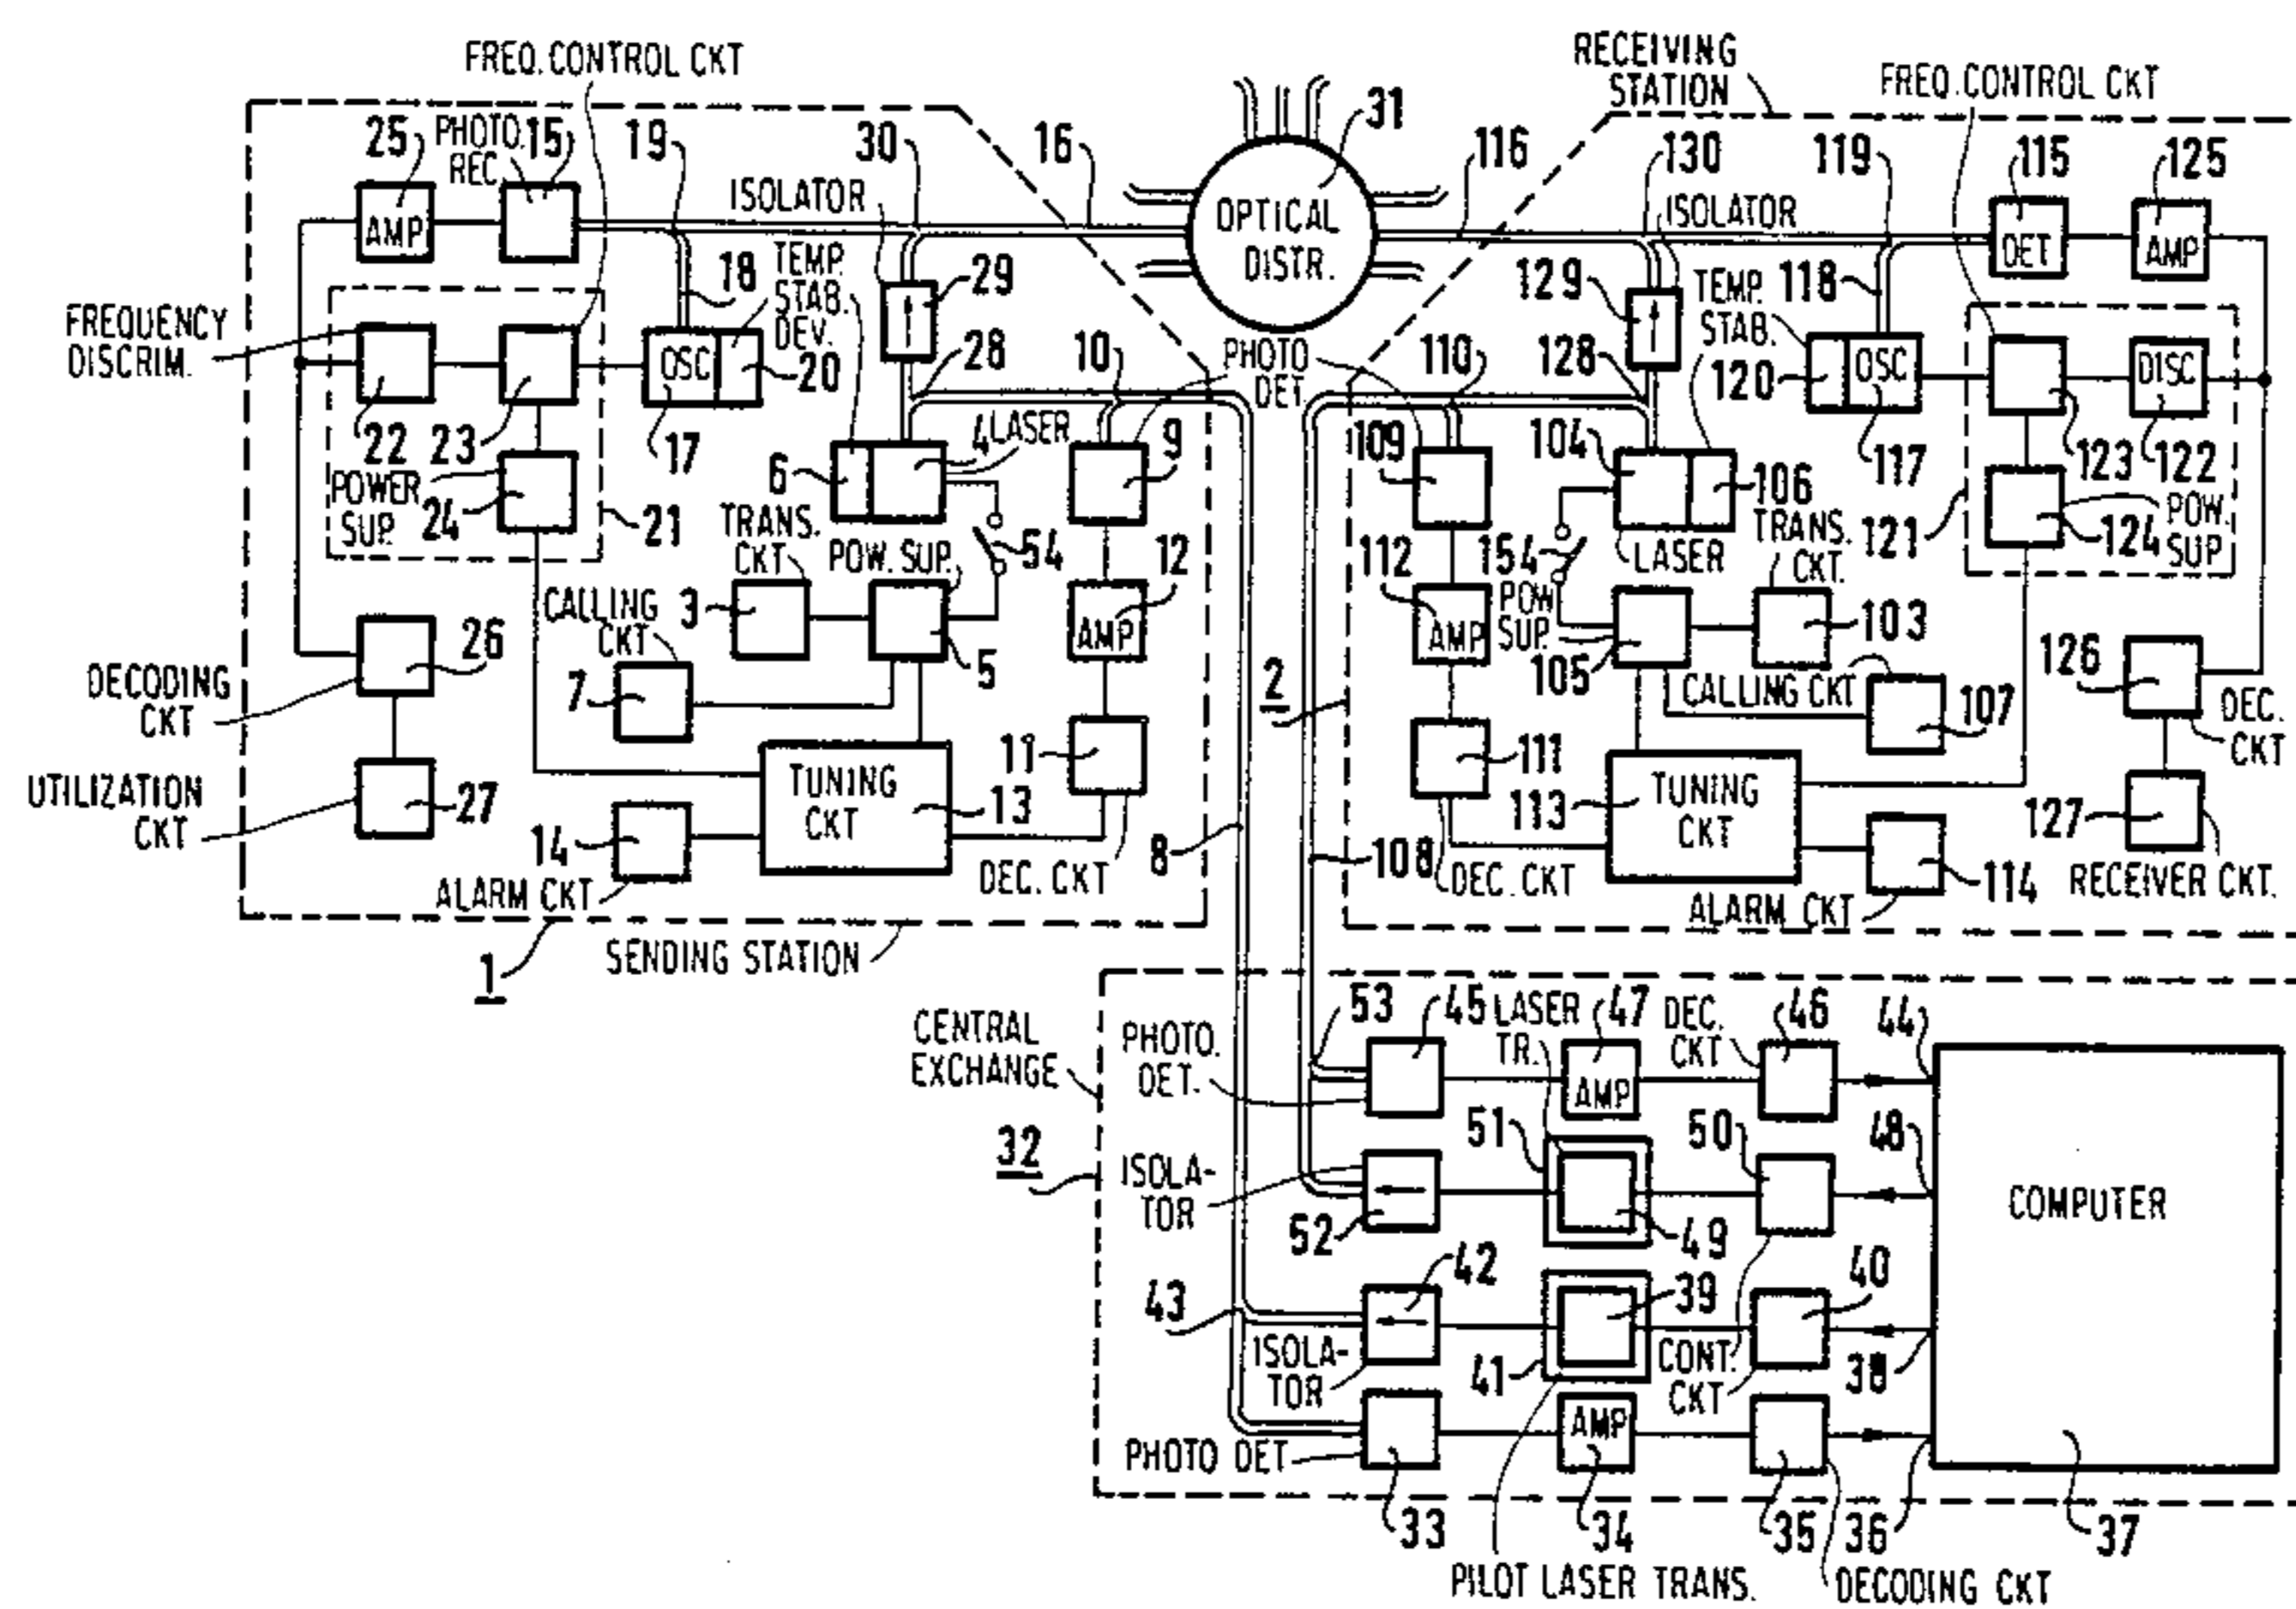 FREQ. CONTROL CKT
RECEIVING
STATION
FREQ. CONTROL CKT
25
PHOTO.
REC
15
19
30
16
31
116
130
119
115
125
ISOLATOR
ISOLATOR
AMP
OPTICAL
DISTR.
DET
AMP
18
TEMP.
STAB.
DEV.
29
129
TEMP.
STAB.
118
FREQUENCY
DISCRIM.
OSC
20
28
10
PHOTO
DET.
110
128
120
OSC
DISC
22
23
17
4
LASER
9
109
104
117
123
122
POWER
SUP.
24
21
6
106
121
124
POW.
SUP
TRANS.
CKT
POW. SUP.
54
12
112
154
LASER
TRANS.
CKT.
CALLING
CKT
3
AMP
AMP
POW
SUP.
103
26
7
5
2
105
CALLING CKT
126
DECODING
CKT
11
111
107
DEC.
CKT
UTILIZATION
CKT
27
TUNING
CKT
13
113
TUNING
CKT
127
14
8
108
114
ALARM CKT
DEC. CKT
DEC. CKT
ALARM CKT
RECEIVER CKT.
SENDING STATION
1
CENTRAL
EXCHANGE
PHOTO.
DET.
53
45
LASER
TR.
47
DEC.
CKT
46
44
AMP
32
ISOLA-
TOR
51
50
48
COMPUTER
52
49
43
42
39
40
ISOLA-
TOR
41
CONT.
CKT
38
AMP
PHOTO DET
33
34
35
36
37
PILOT LASER TRANS.
DECODING CKT